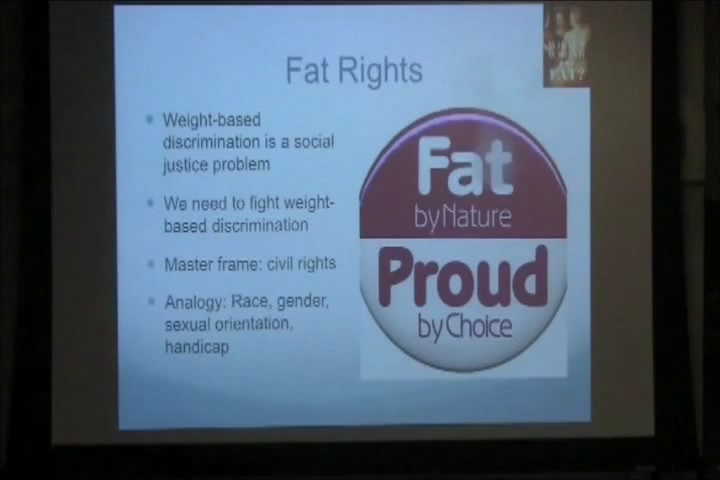 Fat Rights
Weight-based
discrimination is a social
justice problem
We need to fight weight-
based discrimination
Master frame: civil rights
Analogy: Race, gender,
sexual orientation,
handicap
Fat
by Nature
Proud
by Choice
FAT?